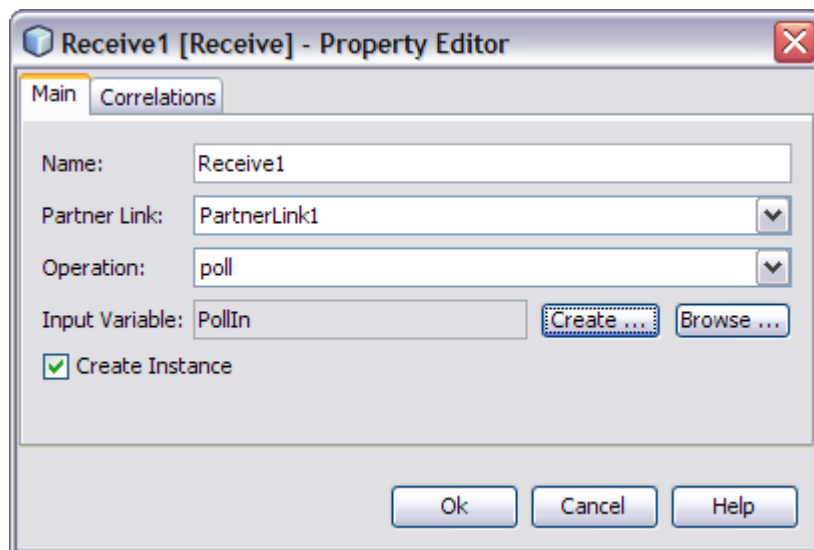 Receive1 [Receive] - Property Editor
Main Correlations
Name: Receive1
Partner Link: PartnerLink1
Operation: poll
Input Variable: PollIn Create ... Browse ...
Create Instance
Ok Cancel Help